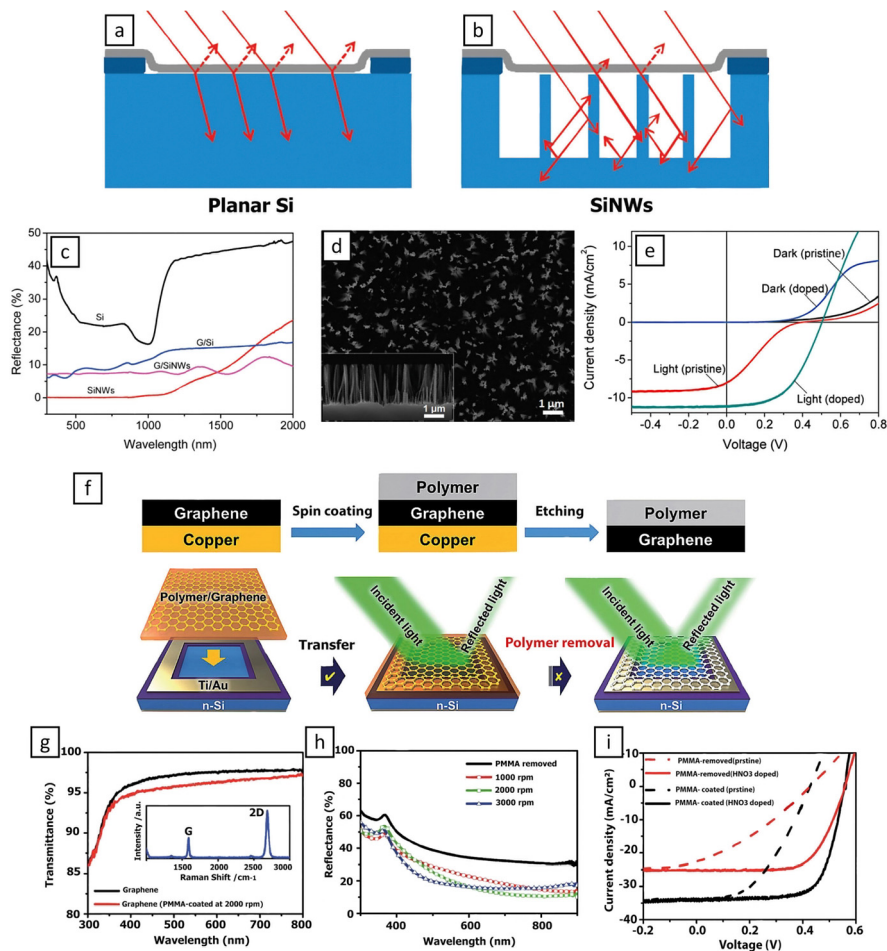 a
b
Planar Si
SiNWs
c
Reflectance (%)
50
40
30
20
10
0
Si
G/Si
G/SiNWs
SiNWs
500
1000
1500
2000
Wavelength (nm)
d
1 μm
1 μm
e
Current density (mA/cm²)
10
5
0
-5
-10
Dark (pristine)
Dark (doped)
Light (pristine)
Light (doped)
-0.4
-0.2
0.0
0.2
0.4
0.6
0.8
Voltage (V)
f
Graphene
Copper
Spin coating
Polymer
Graphene
Copper
Etching
Polymer
Graphene
Polymer/Graphene
Ti/Au
n-Si
Transfer
Incident light
Reflected light
n-Si
Polymer removal
Incident light
Reflected light
n-Si
g
Transmittance (%)
100
95
90
85
80
Intensity / a.u.
G
2D
1000
1500
2000
2500
3000
Raman Shift /cm-1
Graphene
Graphene (PMMA-coated at 2000 rpm)
300
400
500
600
700
800
Wavelength (nm)
h
Reflectance (%)
100
80
60
40
20
0
PMMA removed
1000 rpm
2000 rpm
3000 rpm
400
600
800
Wavelength (nm)
i
Current density (mA/cm²)
10
0
-10
-20
-30
-40
-50
PMMA-removed(prstine)
PMMA-removed(HNO3 doped)
PMMA- coated (prstine)
PMMA- coated (HNO3 doped)
-0.2
0.0
0.2
0.4
0.6
Voltage (V)